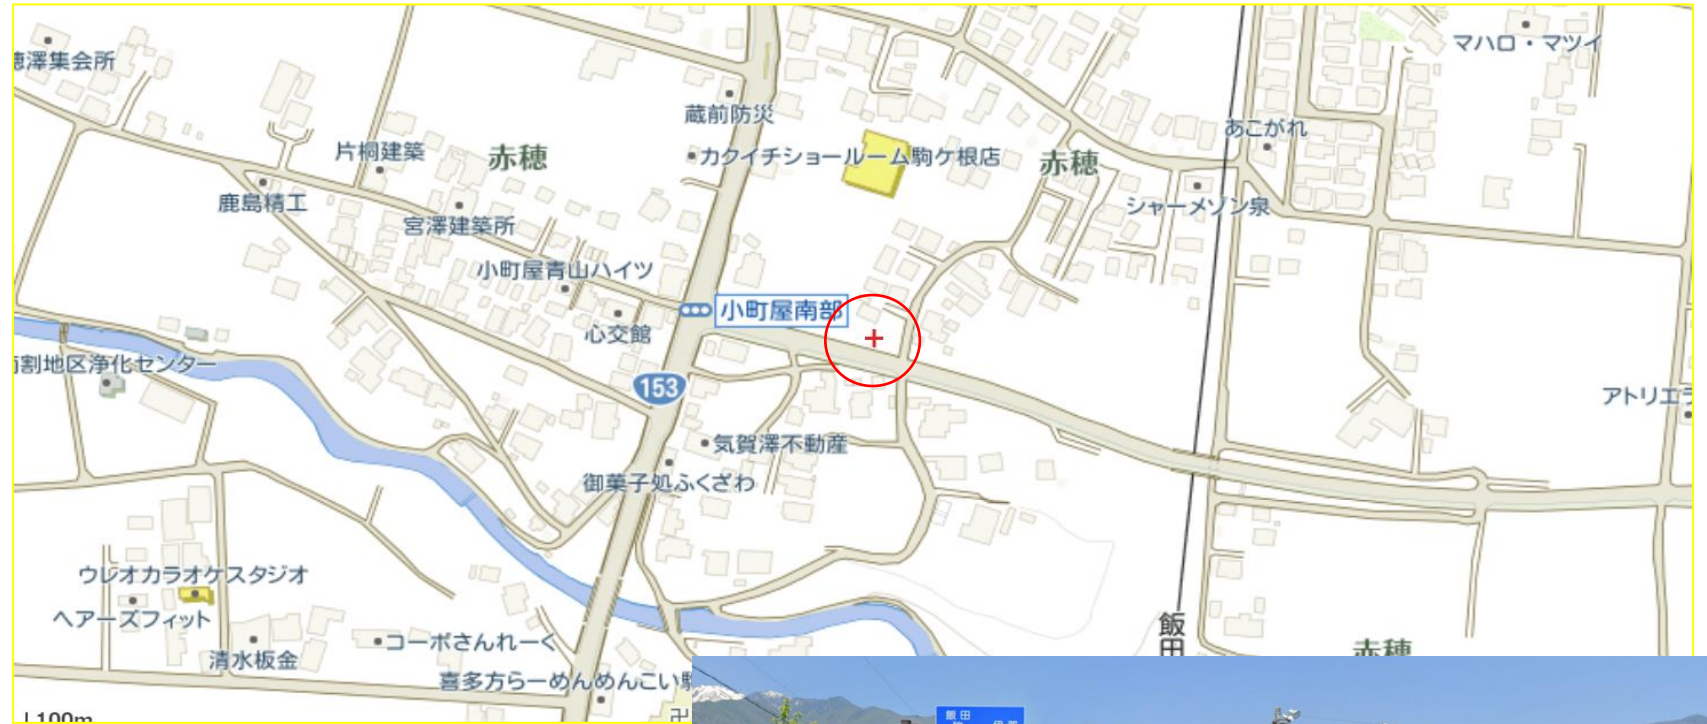 マハロ・マツイ
穂澤集会所
蔵前防災
あこがれ
片桐建築
赤穂
カクイチショールーム駒ケ根店
赤穂
鹿島精工
シャーメゾン泉
宮澤建築所
小町屋青山ハイツ
小町屋南部
心交館
南割地区浄化センター
153
アトリエラ
気賀澤不動産
御菓子処ふくざわ
ウレオカラオケスタジオ
ヘアーズフィット
飯田
コーポさんれーく
赤穂
清水板金
喜多方らーめんめんこい
100m
飯田